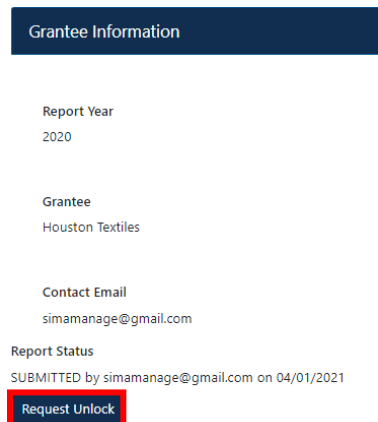 Grantee Information
Report Year
2020
Grantee
Houston Textiles
Contact Email
simamanage@gmail.com
Report Status
SUBMITTED by simamanage@gmail.com on 04/01/2021
Request Unlock